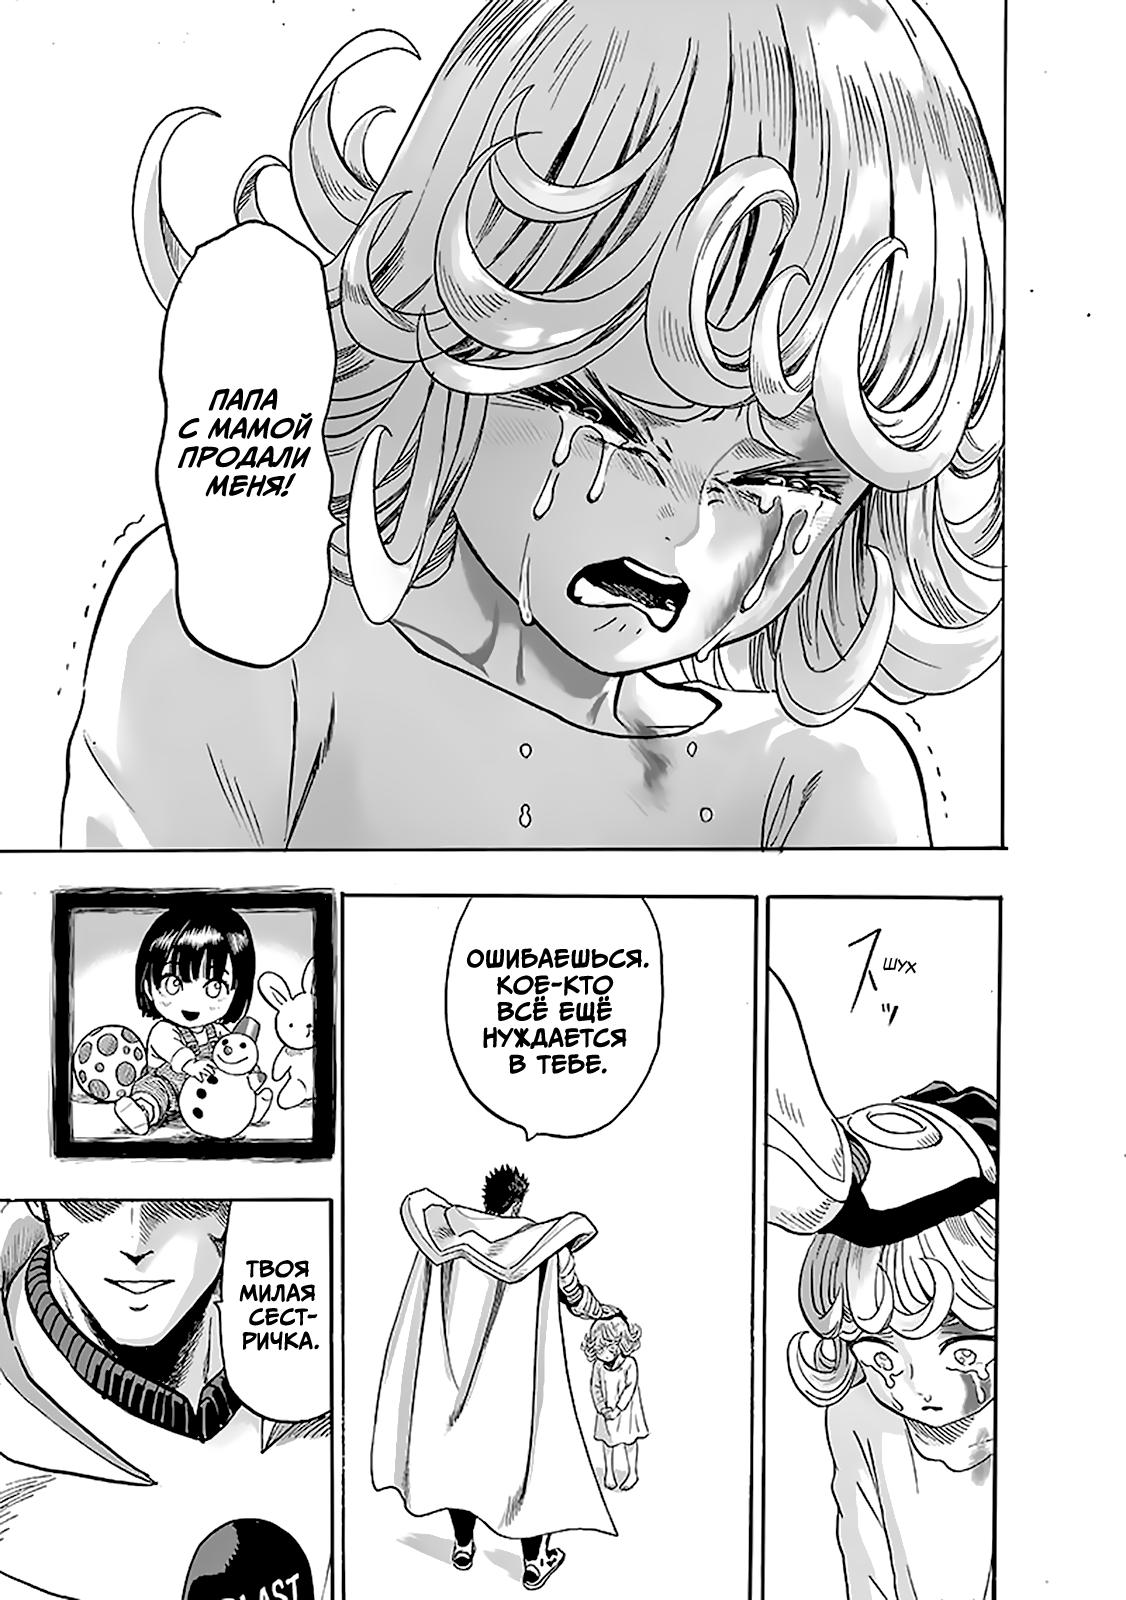 ПАПА
С МАМОЙ
ПРОДАЛИ
МЕНЯ!
ШУХ
ОШИБАЕШЬСЯ.
КОЕ-КТО
ВСЁ ЕЩЁ
НУЖДАЕТСЯ
В ТЕБЕ.
ТВОЯ
МИЛАЯ
СЕСТ-
РИЧКА.
BLAST